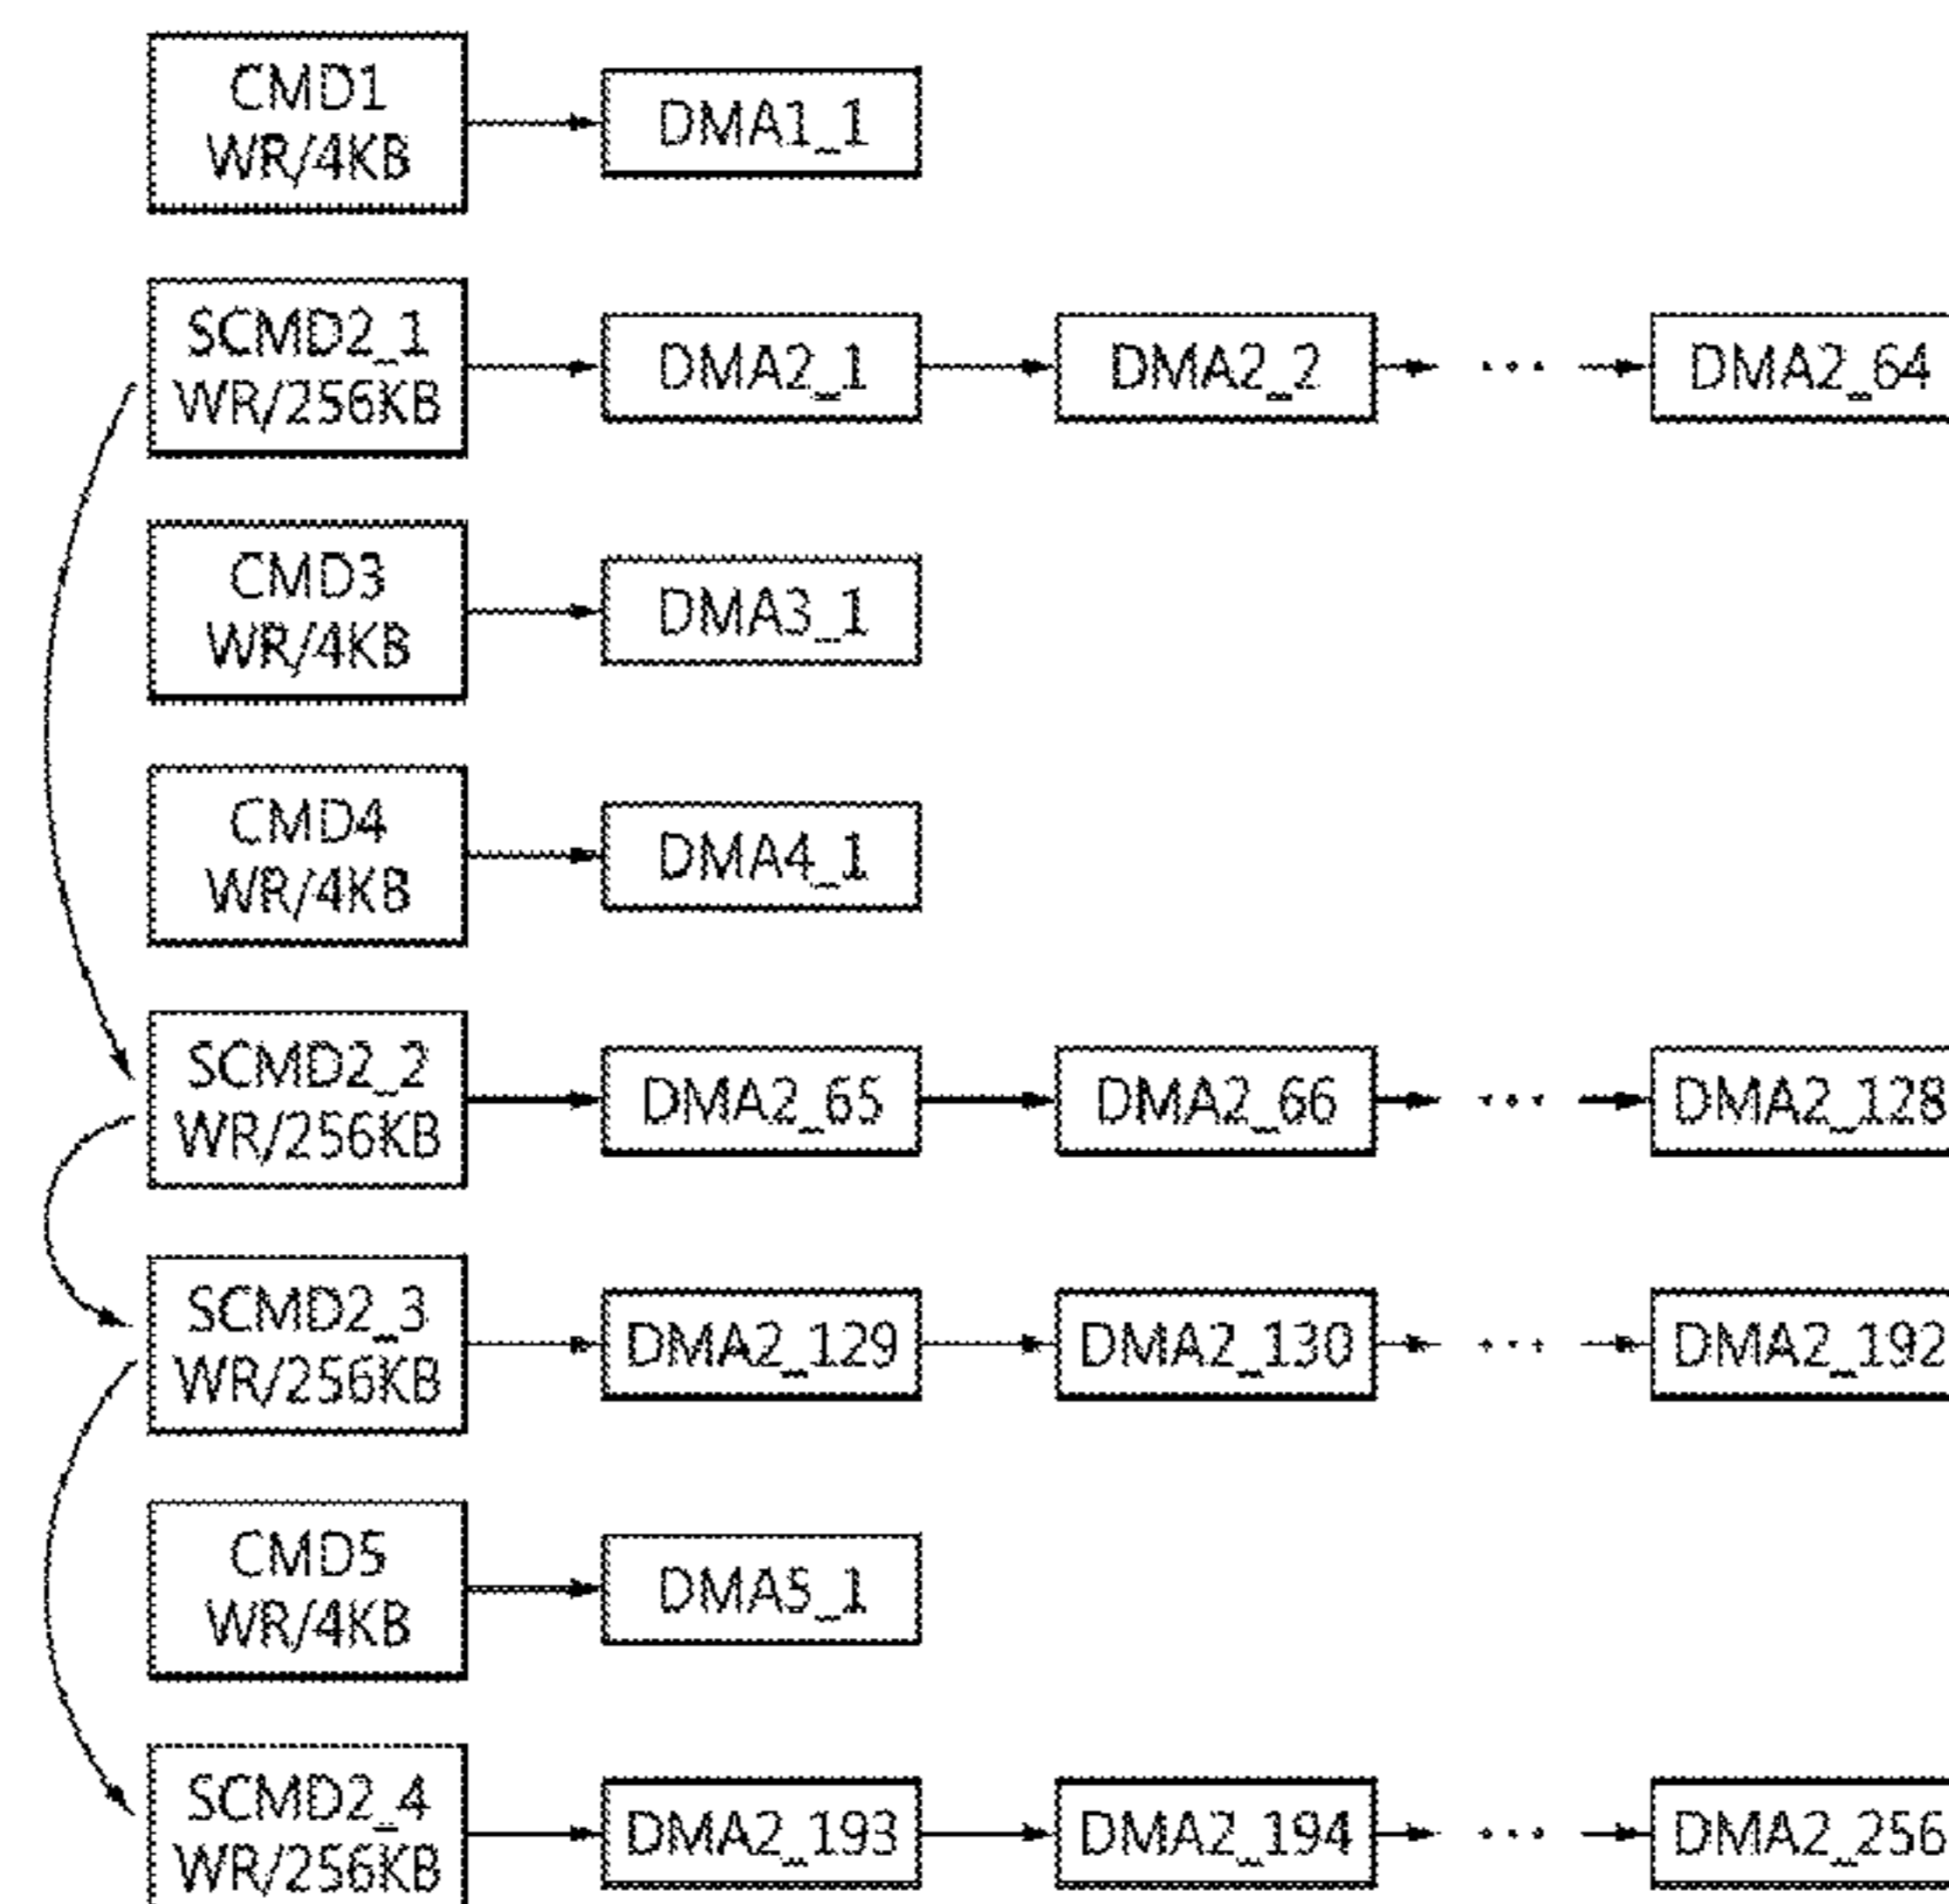 CMD1
WR/4KB
DMA1_1
SCMD2_1
WR/256KB
DMA2_1
DMA2_2
...
DMA2_64
CMD3
WR/4KB
DMA3_1
CMD4
WR/4KB
DMA4_1
SCMD2_2
WR/256KB
DMA2_65
DMA2_66
...
DMA2_128
SCMD2_3
WR/256KB
DMA2_129
DMA2_130
...
DMA2_192
CMD5
WR/4KB
DMA5_1
SCMD2_4
WR/256KB
DMA2_193
DMA2_194
...
DMA2_256